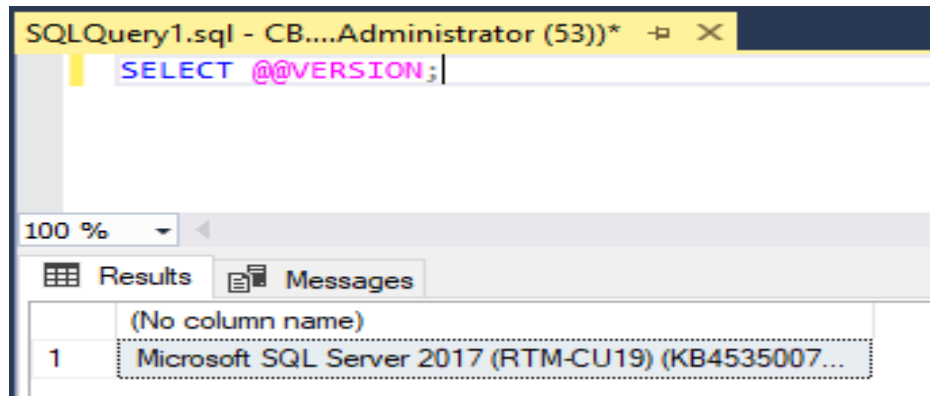 SQLQuery1.sql - CB....Administrator (53))*
SELECT @@VERSION;
100 %
Results Messages
(No column name)
1 Microsoft SQL Server 2017 (RTM-CU19) (KB4535007...